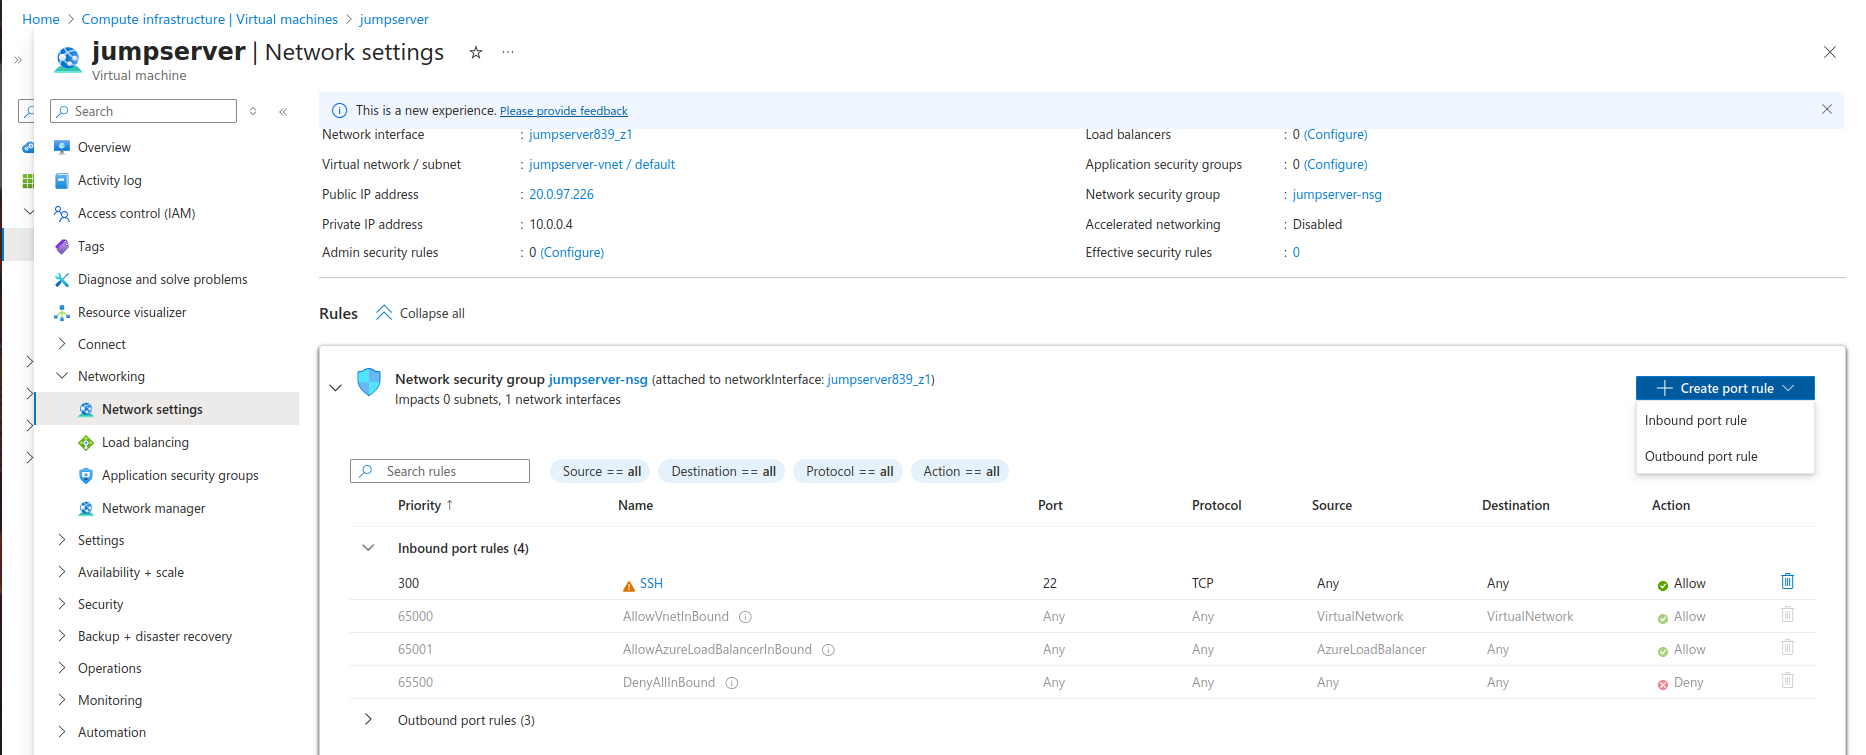 Home > Compute infrastructure | Virtual machines > jumpserver
jumpserver | Network settings
Virtual machine
Search
Overview
Activity log
Access control (IAM)
Tags
Diagnose and solve problems
Resource visualizer
Connect
Networking
Network settings
Load balancing
Application security groups
Network manager
Settings
Availability + scale
Security
Backup + disaster recovery
Operations
Monitoring
Automation
This is a new experience. Please provide feedback
Network interface : jumpserver839_z1
Virtual network / subnet : jumpserver-vnet / default
Public IP address : 20.0.97.226
Private IP address : 10.0.0.4
Admin security rules : 0 (Configure)
Load balancers : 0 (Configure)
Application security groups : 0 (Configure)
Network security group : jumpserver-nsg
Accelerated networking : Disabled
Effective security rules : 0
Rules Collapse all
Network security group jumpserver-nsg (attached to networkInterface: jumpserver839_z1)
Impacts 0 subnets, 1 network interfaces
Create port rule
Inbound port rule
Outbound port rule
Search rules Source == all Destination == all Protocol == all Action == all
Priority ↑ Name Port Protocol Source Destination Action
Inbound port rules (4)
300 SSH 22 TCP Any Any Allow
65000 AllowVnetInBound Any Any VirtualNetwork VirtualNetwork Allow
65001 AllowAzureLoadBalancerInBound Any Any AzureLoadBalancer Any Allow
65500 DenyAllInBound Any Any Any Any Deny
Outbound port rules (3)